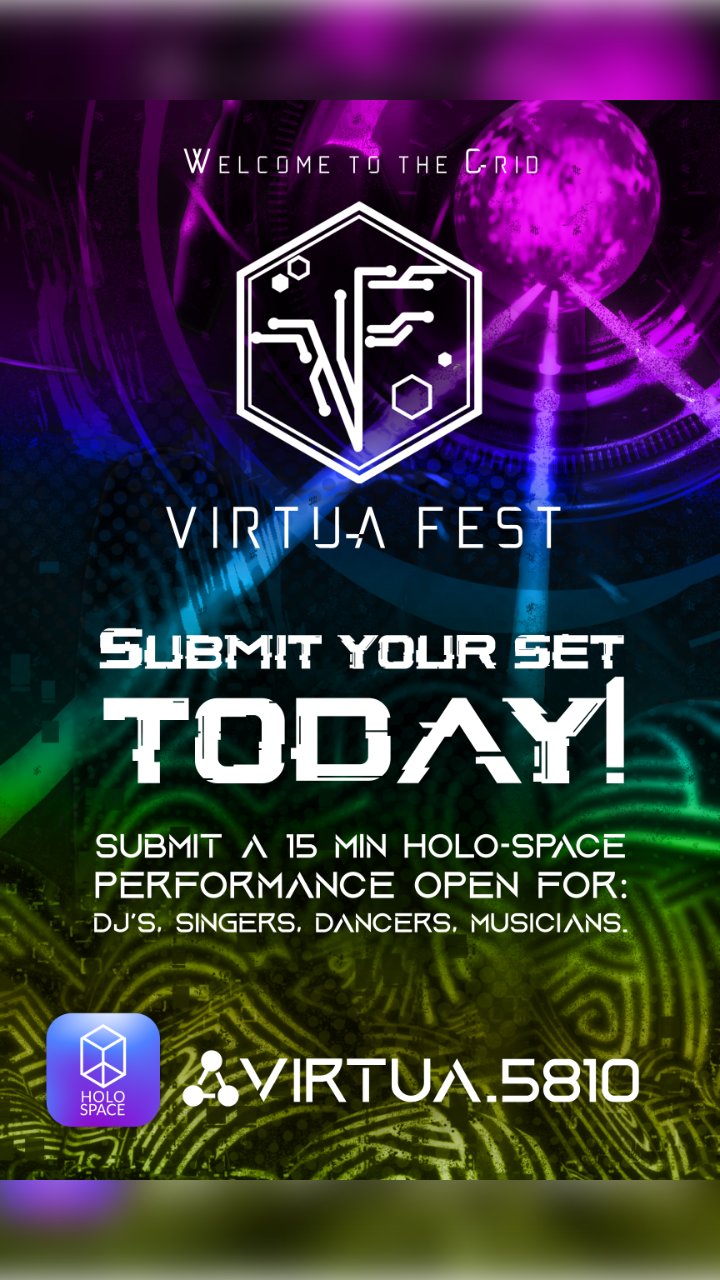 Welcome to the Grid
VF
VIRTUA FEST
Submit your set
TODAY!
SUBMIT A 15 MIN HOLO-SPACE
PERFORMANCE OPEN FOR:
DJ'S, SINGERS, DANCERS, MUSICIANS.
HOLO
SPACE
VIRTUA.5810